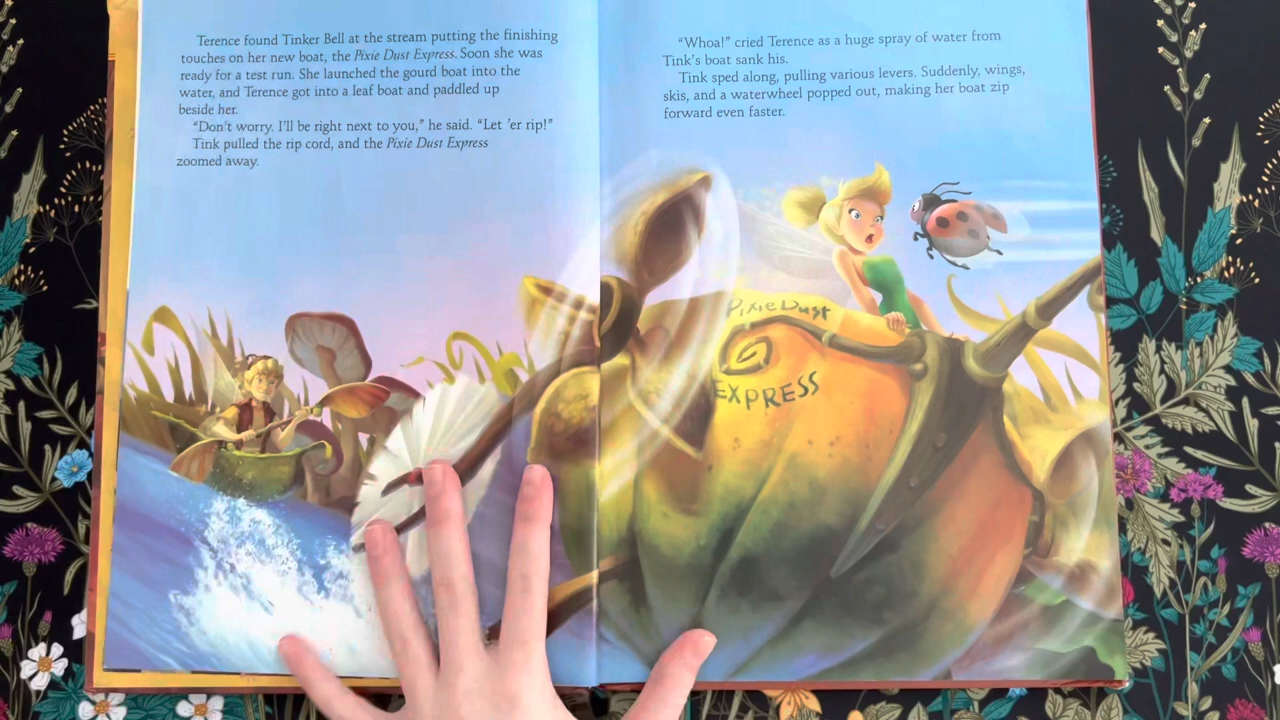 Terence found Tinker Bell at the stream putting the finishing
touches on her new boat, the Pixie Dust Express. Soon she was
ready for a test run. She launched the gourd boat into the
water, and Terence got into a leaf boat and paddled up
beside her.
“Don’t worry. I’ll be right next to you,” he said. “Let ’er rip!”
Tink pulled the rip cord, and the Pixie Dust Express
zoomed away.
“Whoa!” cried Terence as a huge spray of water from
Tink’s boat sank his.
Tink sped along, pulling various levers. Suddenly, wings,
skis, and a waterwheel popped out, making her boat zip
forward even faster.
Pixie Dust
EXPRESS